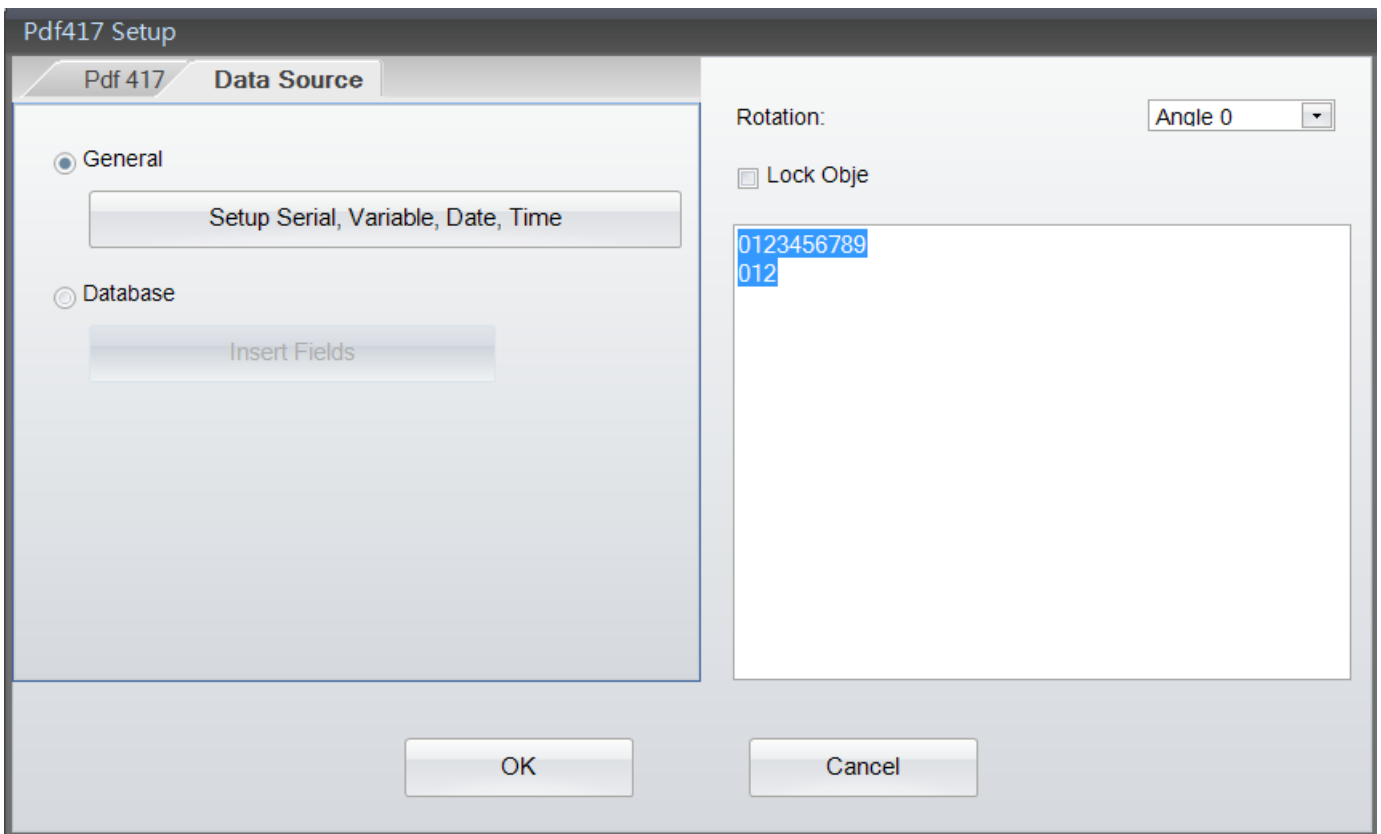 Pdf417 Setup
Pdf 417
Data Source
General
Setup Serial, Variable, Date, Time
Database
Insert Fields
Rotation:
Angle 0
Lock Obje
0123456789
012
OK
Cancel